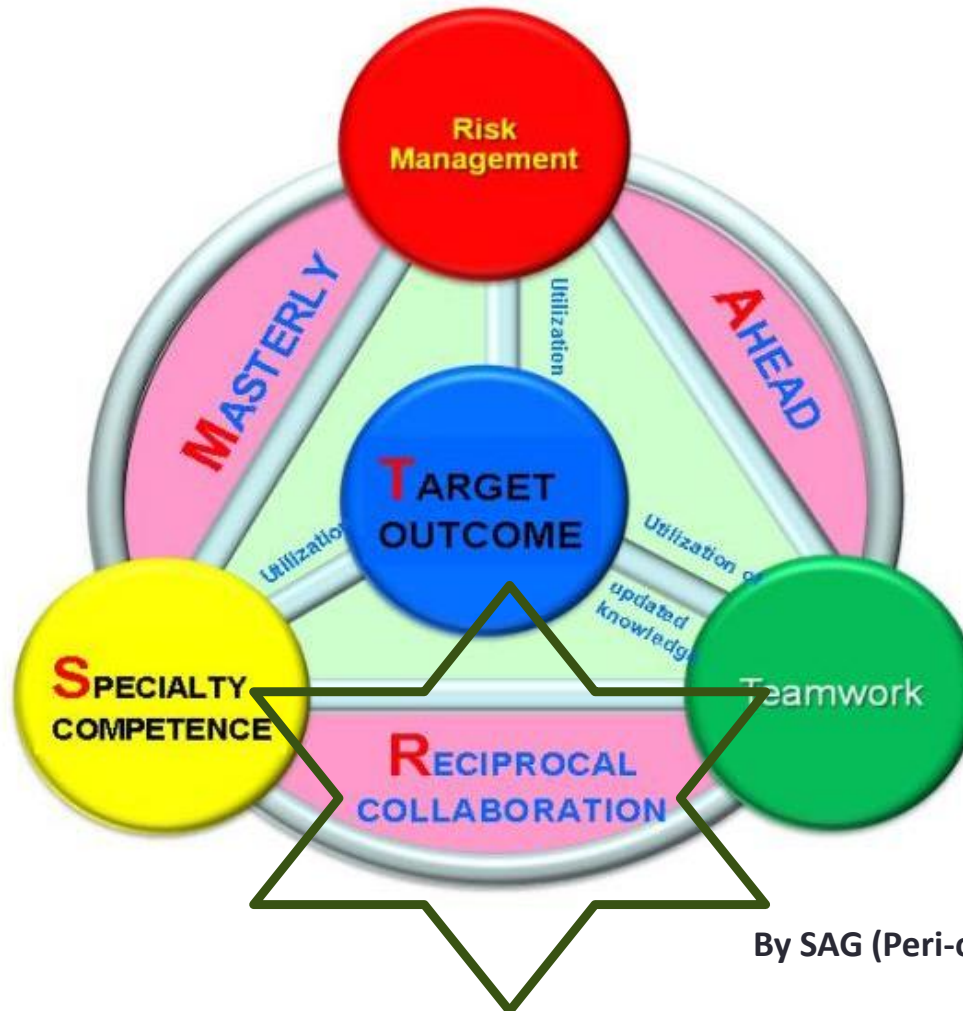 Risk
Management
MASTERLY
AHEAD
Utilization
TARGET
OUTCOME
Utilization
Utilization of
updated
knowledge
SPECIALTY
COMPETENCE
Teamwork
RECIPROCAL
COLLABORATION
By SAG (Peri-